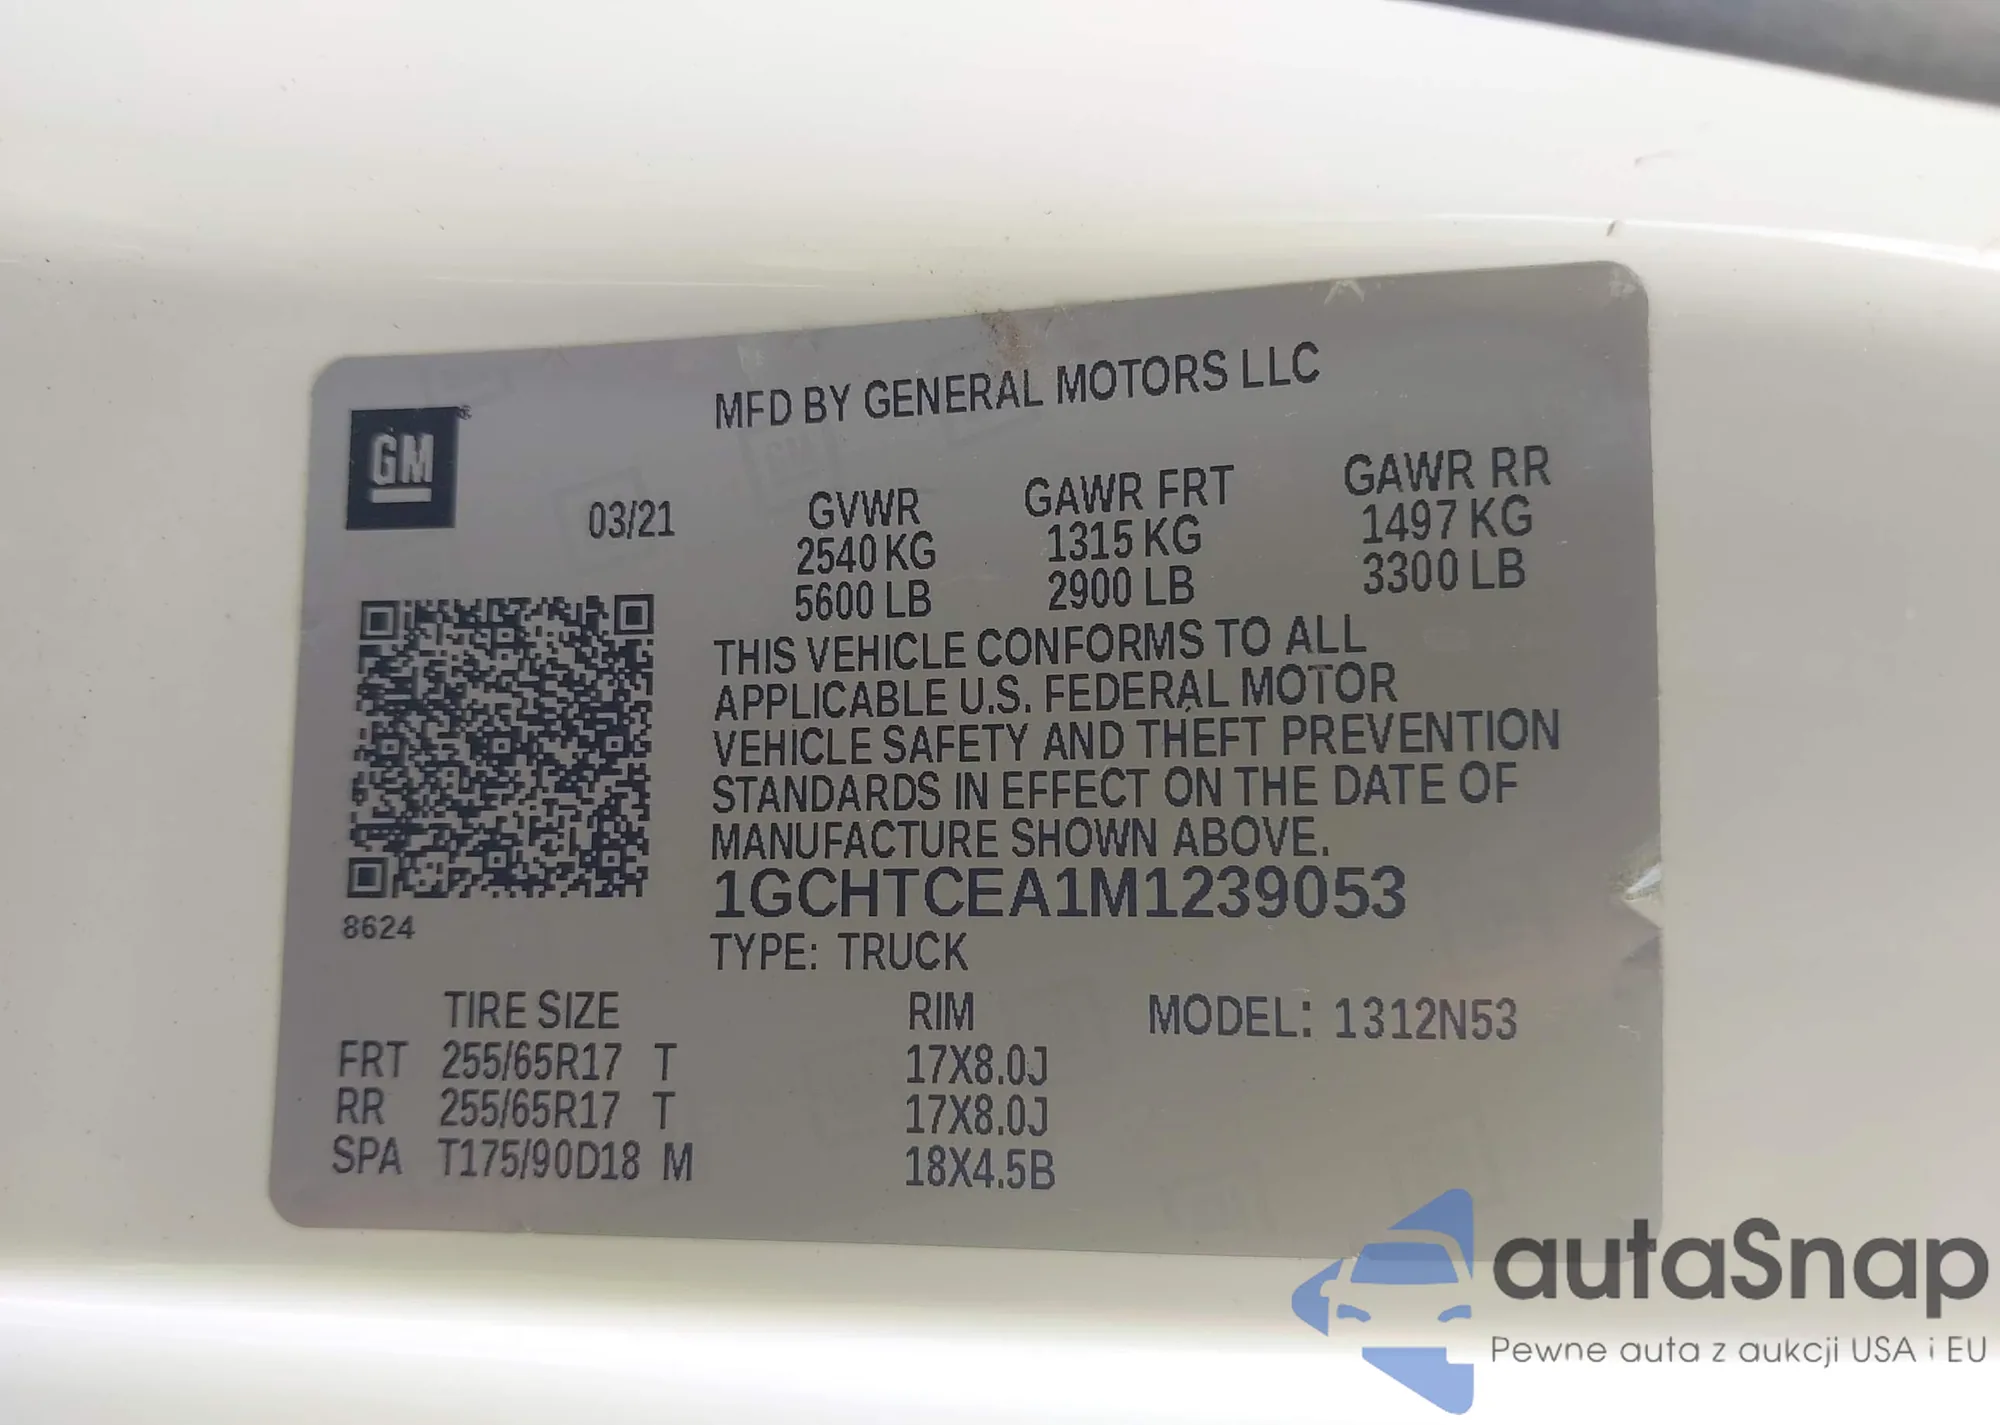 MFD BY GENERAL MOTORS LLC
GM
03/21
GVWR GAWR FRT GAWR RR
2540 KG 1315 KG 1497 KG
5600 LB 2900 LB 3300 LB
THIS VEHICLE CONFORMS TO ALL
APPLICABLE U.S. FEDERAL MOTOR
VEHICLE SAFETY AND THEFT PREVENTION
STANDARDS IN EFFECT ON THE DATE OF
MANUFACTURE SHOWN ABOVE.
1GCHTCEA1M1239053
8624
TYPE: TRUCK
TIRE SIZE RIM MODEL: 1312N53
FRT 255/65R17 T 17X8.0J
RR 255/65R17 T 17X8.0J
SPA T175/90D18 M 18X4.5B
autaSnap
Pewne auta z aukcji USA i EU